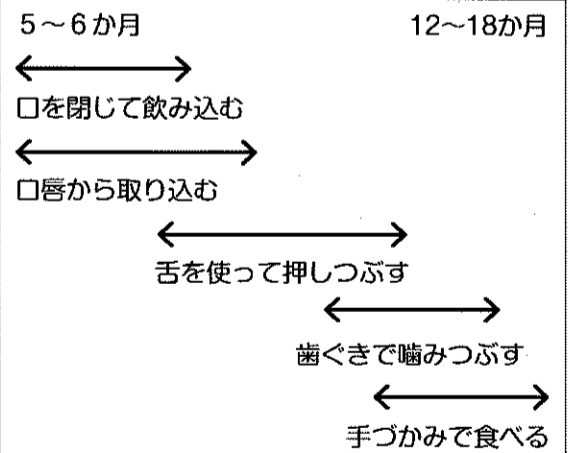 5～6か月
12～18か月
口を閉じて飲み込む
口唇から取り込む
舌を使って押しつぶす
歯ぐきで噛みつぶす
手づかみで食べる